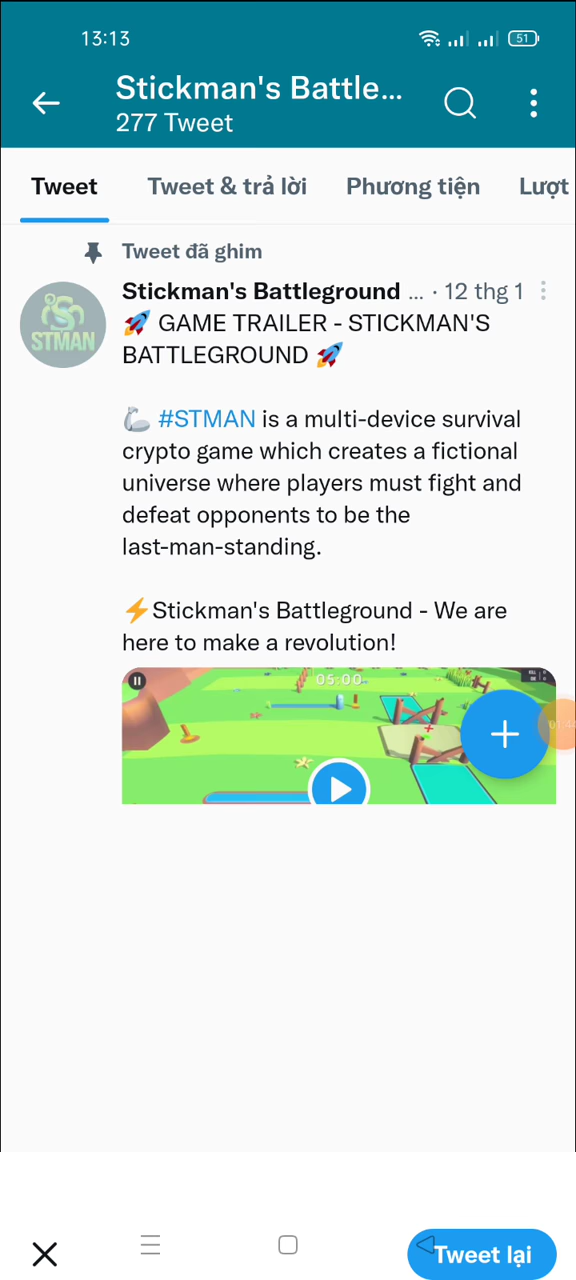 13:13
51
Stickman's Battle...
277 Tweet
Tweet
Tweet & trả lời
Phương tiện
Lượt
Tweet đã ghim
Stickman's Battleground ... · 12 thg 1
STMAN
🚀 GAME TRAILER - STICKMAN'S
BATTLEGROUND 🚀
🦾 #STMAN is a multi-device survival
crypto game which creates a fictional
universe where players must fight and
defeat opponents to be the
last-man-standing.
⚡Stickman's Battleground - We are
here to make a revolution!
05:00
Tweet lại